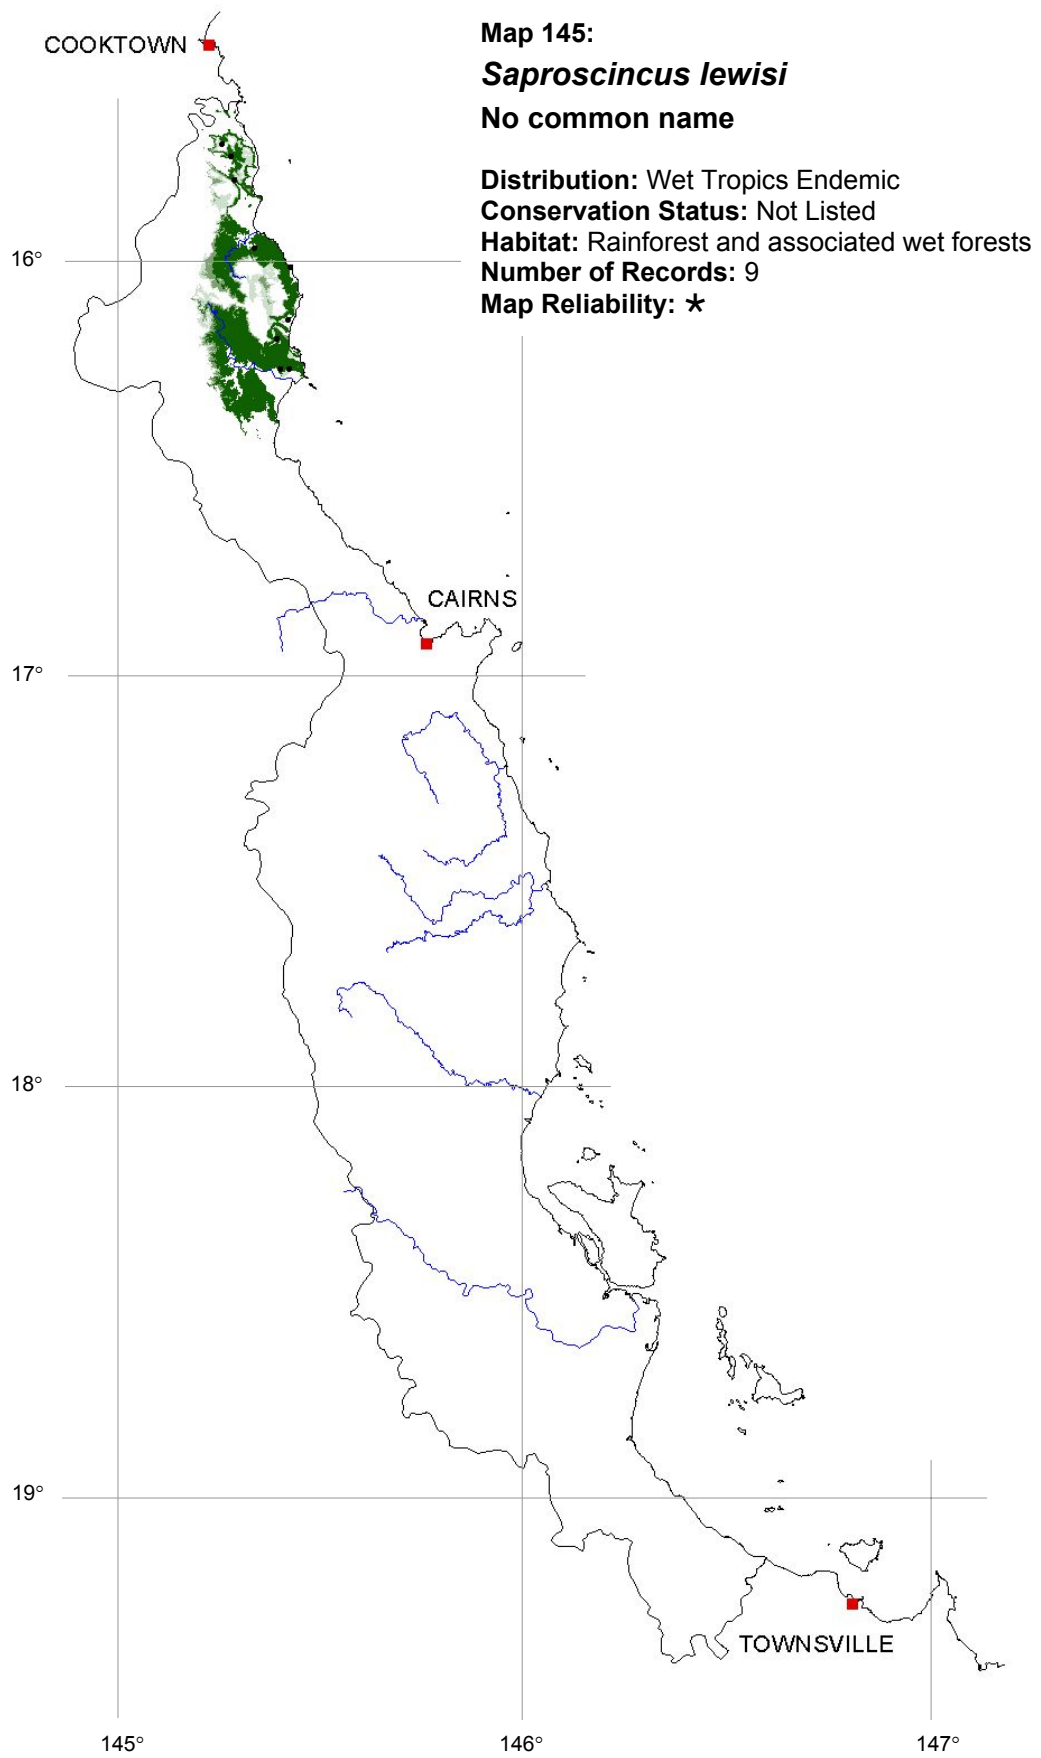 Map 145:
COOKTOWN
Saproscincus lewisi
No common name
Distribution: Wet Tropics Endemic
Conservation Status: Not Listed
Habitat: Rainforest and associated wet forests
Number of Records: 9
Map Reliability: *
16°
CAIRNS
17°
18°
19°
TOWNSVILLE
145°
146°
147°